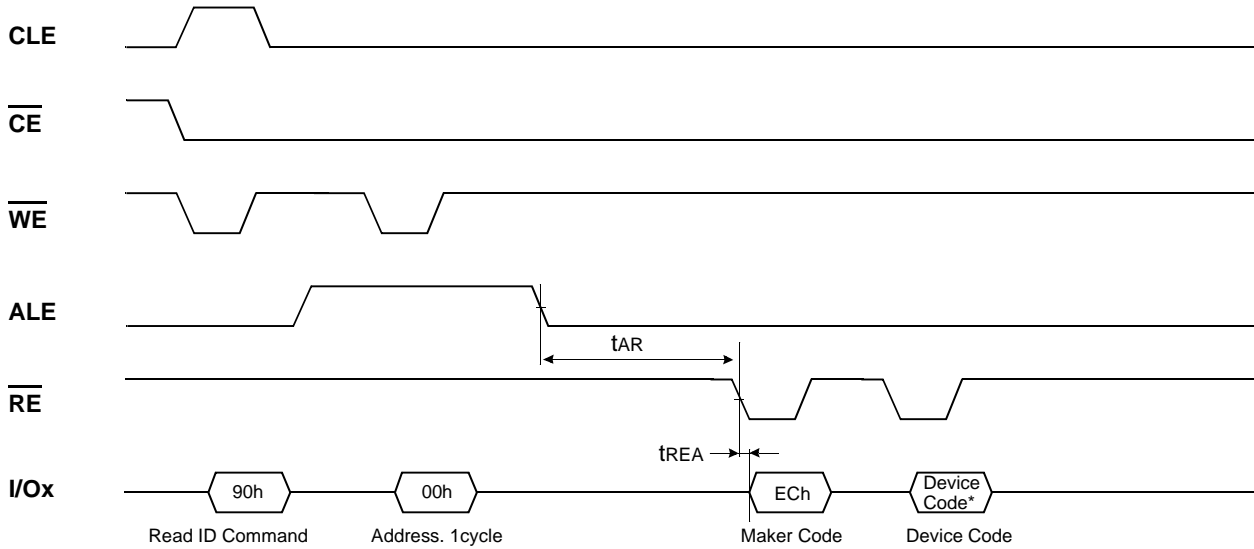 CLE
CE
WE
ALE
tAR
RE
tREA
I/Ox
90h
00h
ECh
Device
Code*
Read ID Command
Address. 1cycle
Maker Code
Device Code